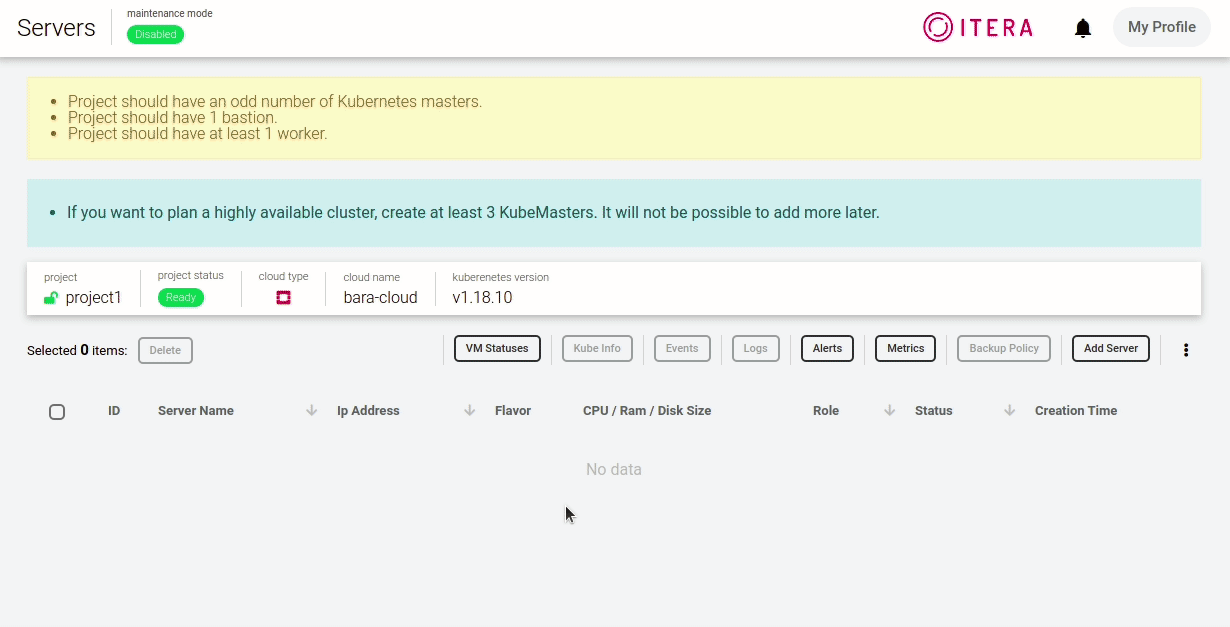 Servers
maintenance mode
Disabled
ITERA
My Profile
Project should have an odd number of Kubernetes masters.
Project should have 1 bastion.
Project should have at least 1 worker.
If you want to plan a highly available cluster, create at least 3 KubeMasters. It will not be possible to add more later.
project
project1
project status
Ready
cloud type
cloud name
bara-cloud
kuberenetes version
v1.18.10
Selected 0 items:
Delete
VM Statuses
Kube Info
Events
Logs
Alerts
Metrics
Backup Policy
Add Server
ID
Server Name
Ip Address
Flavor
CPU / Ram / Disk Size
Role
Status
Creation Time
No data